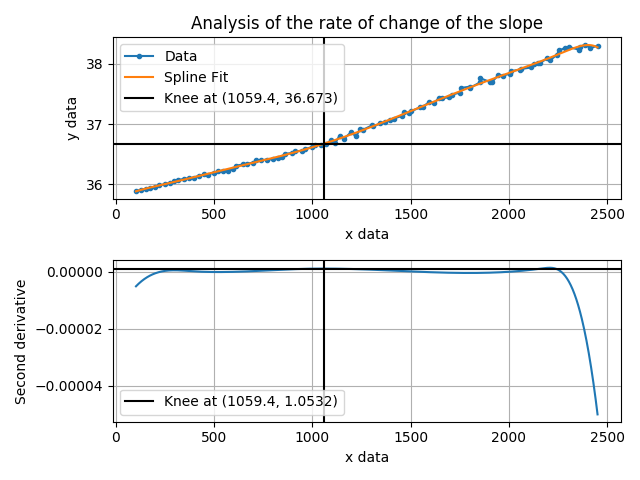 Analysis of the rate of change of the slope
Data
Spline Fit
Knee at (1059.4, 36.673)
38
37
36
y data
0
500
1000
1500
2000
2500
x data
0.00000
−0.00002
−0.00004
Second derivative
Knee at (1059.4, 1.0532)
0
500
1000
1500
2000
2500
x data